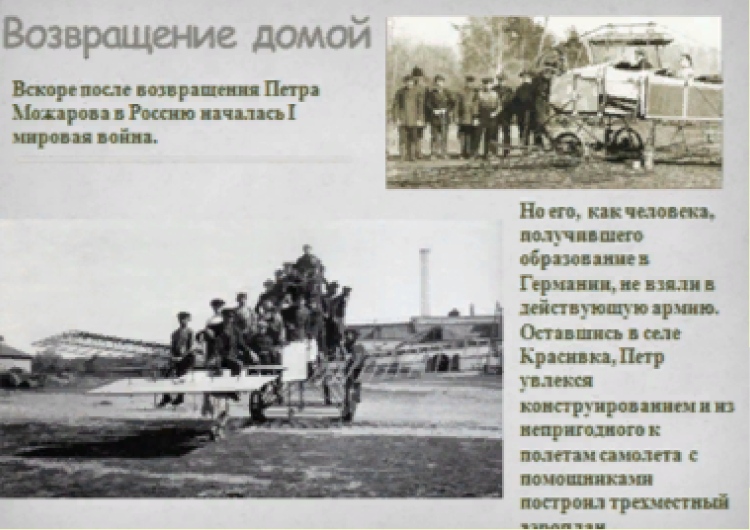 Возвращение домой
Вскоре после возвращения Петра
Можарова в Россию началась I
мировая война.
Но его, как человека,
получившего
образование в
Германии, не взяли в
действующую армию.
Оставшись в селе
Красивка, Петр
увлекся
конструированием и из
непригодного к
полетам самолета с
помощниками
построил трехместный
аэроплан